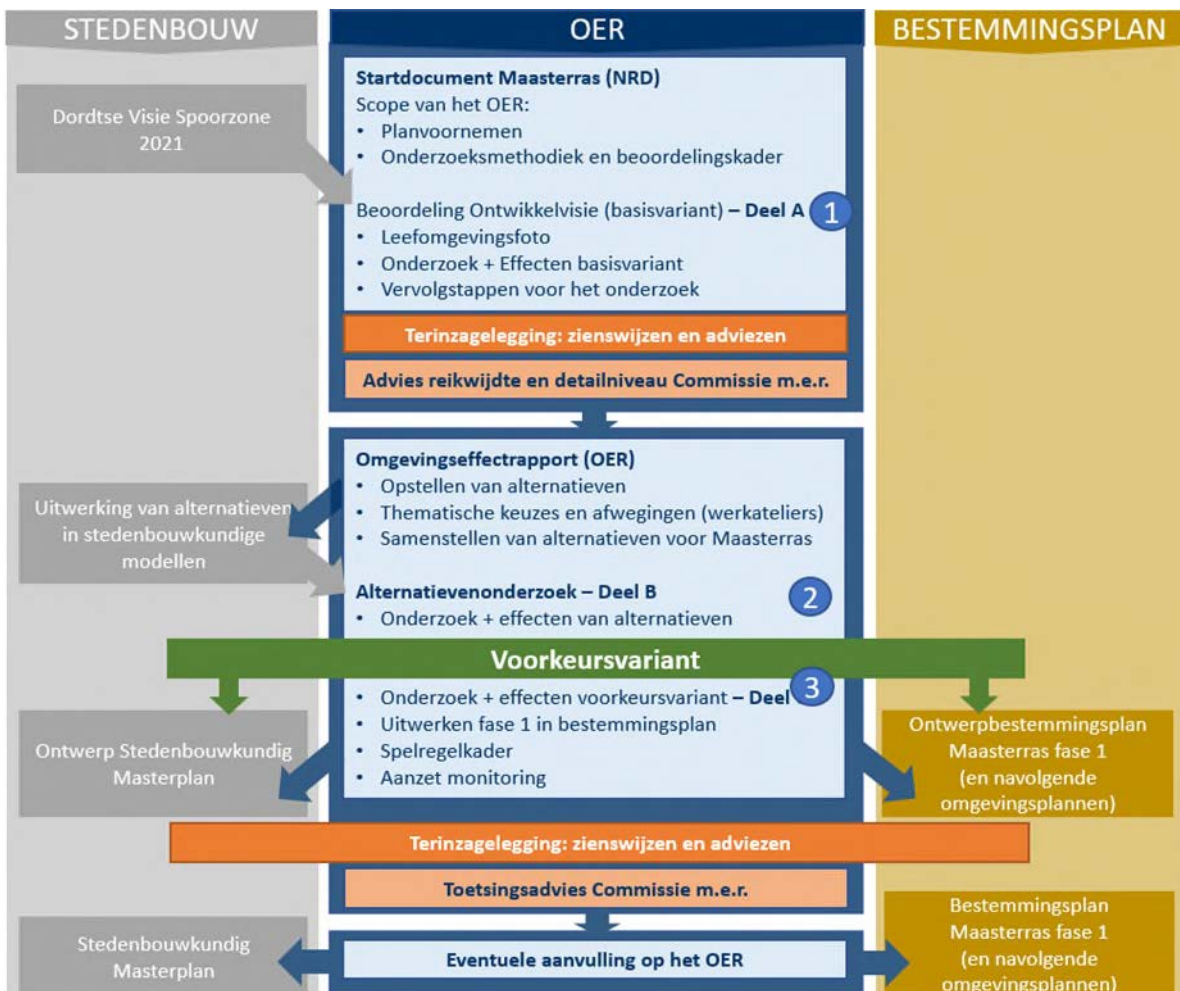 STEDENBOUW
OER
BESTEMMINGSPLAN
Dordtse Visie Spoorzone
2021
Startdocument Maasterras (NRD)
Scope van het OER:
• Planvoornemen
• Onderzoeksmethodiek en beoordelingskader
Beoordeling Ontwikkelvisie (basisvariant) – Deel A
1
• Leefomgevingsfoto
• Onderzoek + Effecten basisvariant
• Vervolgstappen voor het onderzoek
Terinzagelegging: zienswijzen en adviezen
Advies reikwijdte en detailniveau Commissie m.e.r.
Omgevingseffectrapport (OER)
• Opstellen van alternatieven
• Thematische keuzes en afwegingen (werkateliers)
• Samenstellen van alternatieven voor Maasterras
Uitwerking van alternatieven
in stedenbouwkundige
modellen
Alternatievenonderzoek – Deel B
2
• Onderzoek + effecten van alternatieven
Voorkeursvariant
3
• Onderzoek + effecten voorkeursvariant – Deel
• Uitwerken fase 1 in bestemmingsplan
• Spelregelkader
• Aanzet monitoring
Ontwerp Stedenbouwkundig
Masterplan
Ontwerpbestemmingsplan
Maasterras fase 1
(en navolgende
omgevingsplannen)
Terinzagelegging: zienswijzen en adviezen
Toetsingsadvies Commissie m.e.r.
Stedenbouwkundig
Masterplan
Eventuele aanvulling op het OER
Bestemmingsplan
Maasterras fase 1
(en navolgende
omgevingsplannen)